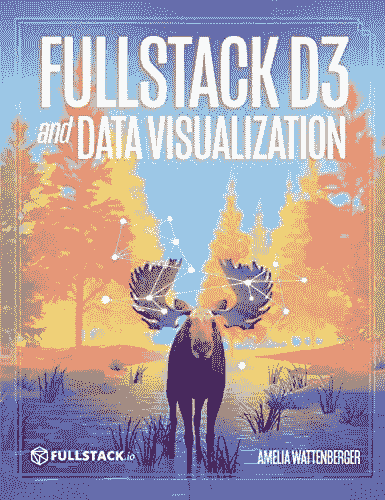 FULLSTACK D3
and DATA VISUALIZATION
FULLSTACK.io
AMELIA WATTENBERGER